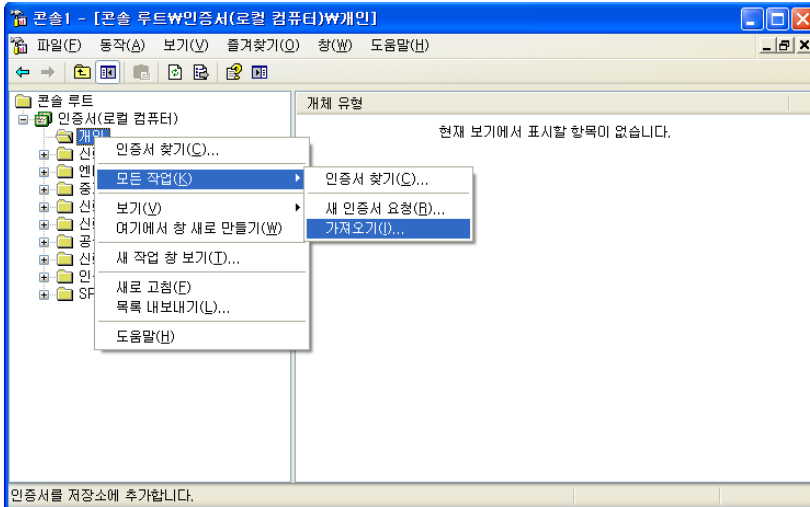 콘솔1 - [콘솔 루트₩인증서(로컬 컴퓨터)₩개인]
파일(F) 동작(A) 보기(V) 즐겨찾기(O) 창(W) 도움말(H)
콘솔 루트
인증서(로컬 컴퓨터)
개인
개체 유형
현재 보기에서 표시할 항목이 없습니다.
인증서 찾기(C)...
모든 작업(K)
보기(V)
여기에서 창 새로 만들기(W)
새 작업 창 보기(T)...
새로 고침(F)
목록 내보내기(L)...
도움말(H)
인증서 찾기(C)...
새 인증서 요청(R)...
가져오기(I)...
인증서를 저장소에 추가합니다.